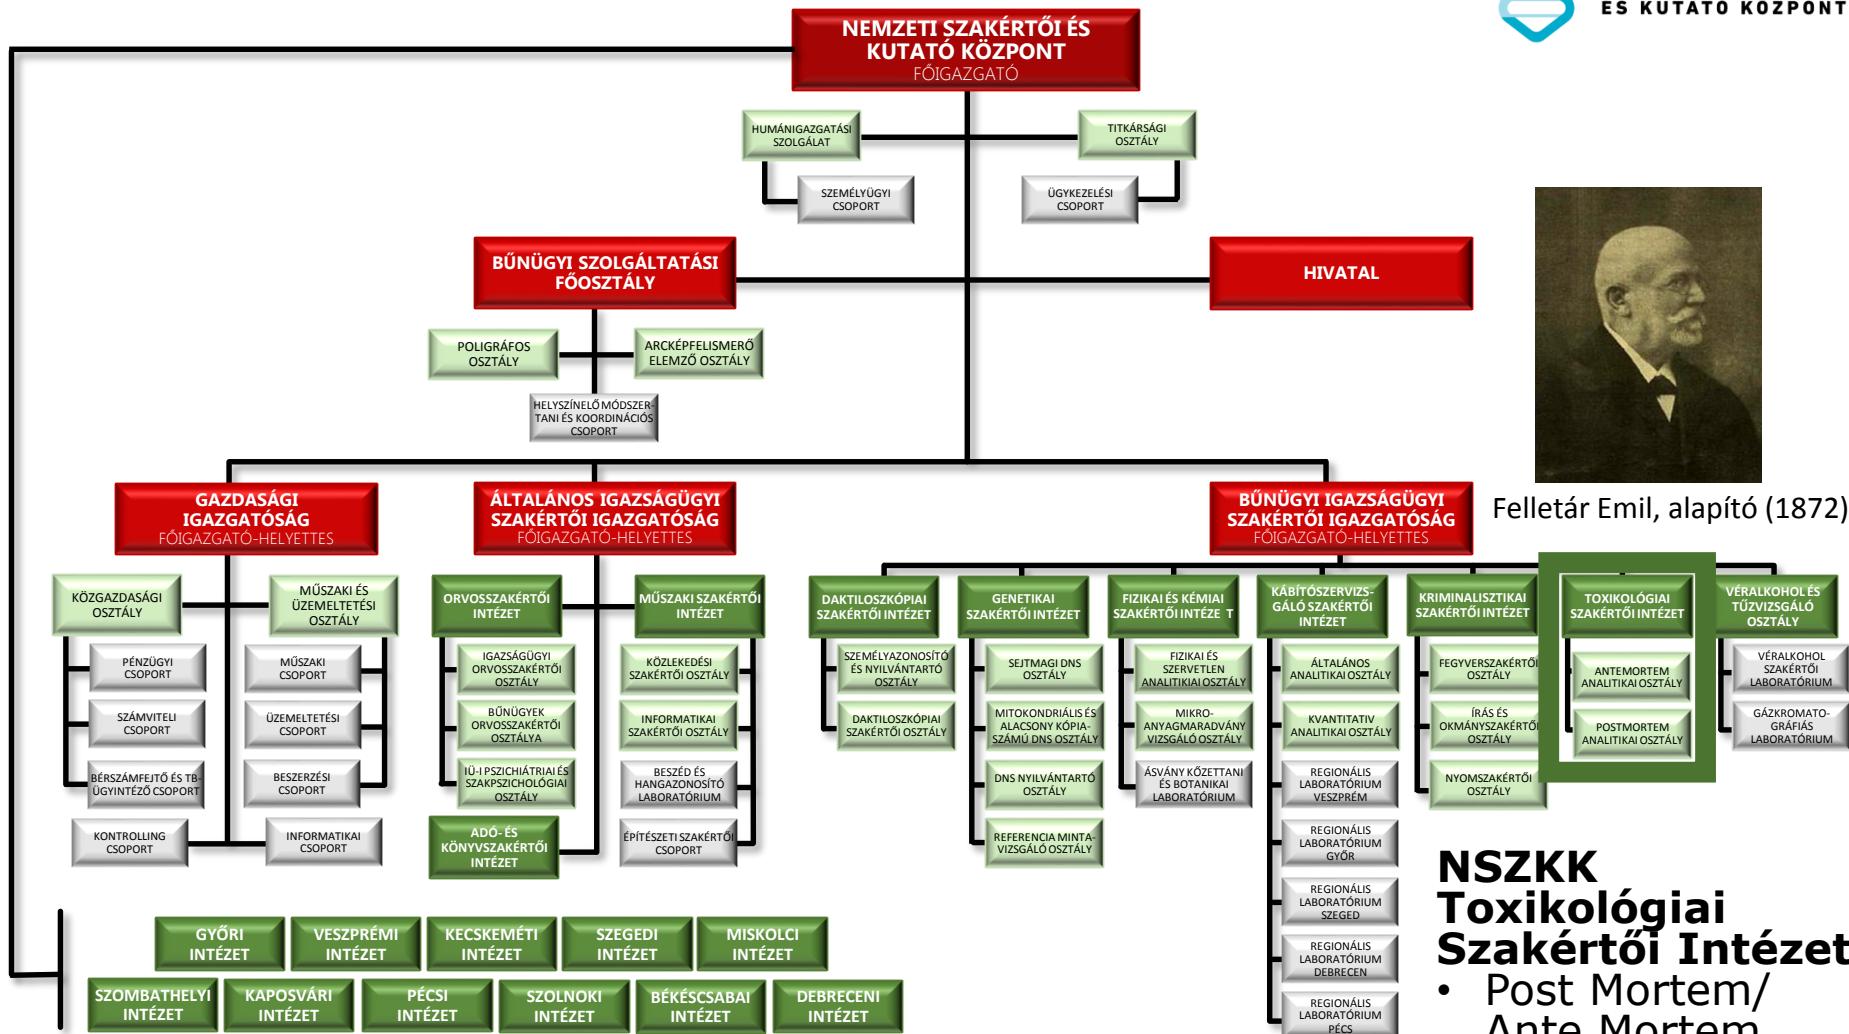 ÉS KUTATÓ KÖZPONT
NEMZETI SZAKÉRTŐI ÉS
KUTATÓ KÖZPONT
FŐIGAZGATÓ
HUMÁNIGAZGATÁSI
SZOLGÁLAT
TITKÁRSÁGI
OSZTÁLY
SZEMÉLYÜGYI
CSOPORT
ÜGYKEZELÉSI
CSOPORT
BŰNÜGYI SZOLGÁLTATÁSI
FŐOSZTÁLY
HIVATAL
POLIGRÁFOS
OSZTÁLY
ARCKÉPFELISMERŐ
ELEMZŐ OSZTÁLY
HELYSZÍNELŐ MÓDSZER-
TANI ÉS KOORDINÁCIÓS
CSOPORT
Felletár Emil, alapító (1872)
GAZDASÁGI
IGAZGATÓSÁG
FŐIGAZGATÓ-HELYETTES
KÖZGAZDASÁGI
OSZTÁLY
MŰSZAKI ÉS
ÜZEMELTETÉSI
OSZTÁLY
PÉNZÜGYI
CSOPORT
SZÁMVITELI
CSOPORT
BÉRSZÁMFEJTŐ ÉS TB-
ÜGYINTÉZŐ CSOPORT
KONTROLLING
CSOPORT
MŰSZAKI
CSOPORT
ÜZEMELTETÉSI
CSOPORT
BESZERZÉSI
CSOPORT
INFORMATIKAI
CSOPORT
ÁLTALÁNOS IGAZSÁGÜGYI
SZAKÉRTŐI IGAZGATÓSÁG
FŐIGAZGATÓ-HELYETTES
ORVOSSZAKÉRTŐI
INTÉZET
IGAZSÁGÜGYI
ORVOSSZAKÉRTŐI
OSZTÁLY
BŰNÜGYEK
ORVOSSZAKÉRTŐI
OSZTÁLYA
IÜ-I PSZICHIÁTRIAI ÉS
SZAKPSZICHOLÓGIAI
OSZTÁLY
ADÓ- ÉS
KÖNYVSZAKÉRTŐI
INTÉZET
MŰSZAKI SZAKÉRTŐI
INTÉZET
KÖZLEKEDÉSI
SZAKÉRTŐI OSZTÁLY
INFORMATIKAI
SZAKÉRTŐI OSZTÁLY
BESZÉD ÉS
HANGAZONOSÍTÓ
LABORATÓRIUM
ÉPÍTÉSZETI SZAKÉRTŐI
CSOPORT
BŰNÜGYI IGAZSÁGÜGYI
SZAKÉRTŐI IGAZGATÓSÁG
FŐIGAZGATÓ-HELYETTES
DAKTILOSZKÓPIAI
SZAKÉRTŐI INTÉZET
SZEMÉLYAZONOSÍTÓ
ÉS NYILVÁNTARTÓ
OSZTÁLY
DAKTILOSZKÓPIAI
SZAKÉRTŐI OSZTÁLY
GENETIKAI
SZAKÉRTŐI INTÉZET
SEJTMAGI DNS
OSZTÁLY
MITOKONDRIÁLIS ÉS
ALACSONY KÓPIA-
SZÁMÚ DNS OSZTÁLY
DNS NYILVÁNTARTÓ
OSZTÁLY
REFERENCIA MINTA-
VIZSGÁLÓ OSZTÁLY
FIZIKAI ÉS KÉMIAI
SZAKÉRTŐI INTÉZE T
FIZIKAI ÉS
SZERVETLEN
ANALITIKAI OSZTÁLY
MIKRO-
ANYAGMARADVÁNY
VIZSGÁLÓ OSZTÁLY
ÁSVÁNY KŐZETTANI
ÉS BOTANIKAI
LABORATÓRIUM
KÁBÍTÓSZERVIZS-
GÁLÓ SZAKÉRTŐI
INTÉZET
ÁLTALÁNOS
ANALITIKAI OSZTÁLY
KVANTITATIV
ANALITIKAI OSZTÁLY
REGIONÁLIS
LABORATÓRIUM
VESZPRÉM
REGIONÁLIS
LABORATÓRIUM
GYŐR
REGIONÁLIS
LABORATÓRIUM
SZEGED
REGIONÁLIS
LABORATÓRIUM
DEBRECEN
REGIONÁLIS
LABORATÓRIUM
PÉCS
KRIMINALISZTIKAI
SZAKÉRTŐI INTÉZET
FEGYVERSZAKÉRTŐI
OSZTÁLY
ÍRÁS ÉS
OKMÁNYSZAKÉRTŐI
OSZTÁLY
NYOMSZAKÉRTŐI
OSZTÁLY
TOXIKOLÓGIAI
SZAKÉRTŐI INTÉZET
ANTEMORTEM
ANALITIKAI OSZTÁLY
POSTMORTEM
ANALITIKAI OSZTÁLY
VÉRALKOHOL ÉS
TŰZVIZSGÁLÓ
OSZTÁLY
VÉRALKOHOL
SZAKÉRTŐI
LABORATÓRIUM
GÁZKROMATO-
GRÁFIÁS
LABORATÓRIUM
GYŐRI
INTÉZET
VESZPRÉMI
INTÉZET
KECSKEMÉTI
INTÉZET
SZEGEDI
INTÉZET
MISKOLCI
INTÉZET
SZOMBATHELYI
INTÉZET
KAPOSVÁRI
INTÉZET
PÉCSI
INTÉZET
SZOLNOKI
INTÉZET
BÉKÉSCSABAI
INTÉZET
DEBRECENI
INTÉZET
NSZKK
Toxikológiai
Szakértői Intézet
• Post Mortem/
Ante Mortem